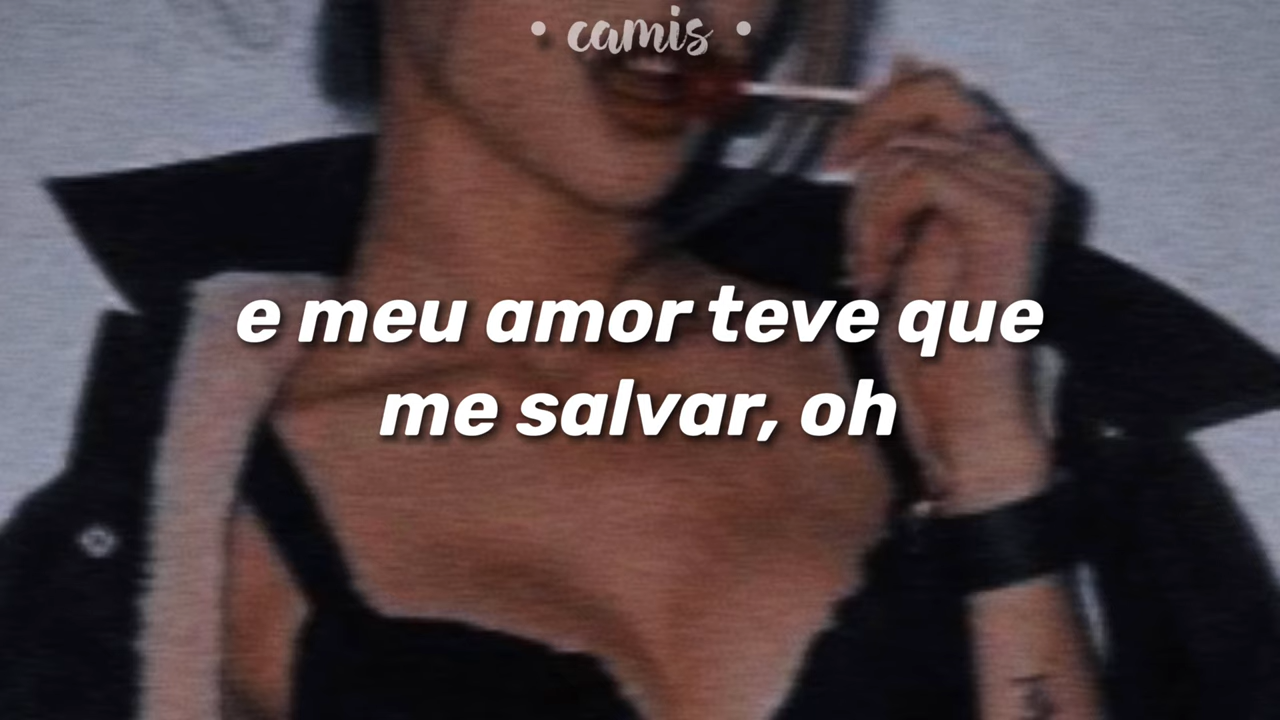 • camis •
e meu amor teve que
me salvar, oh